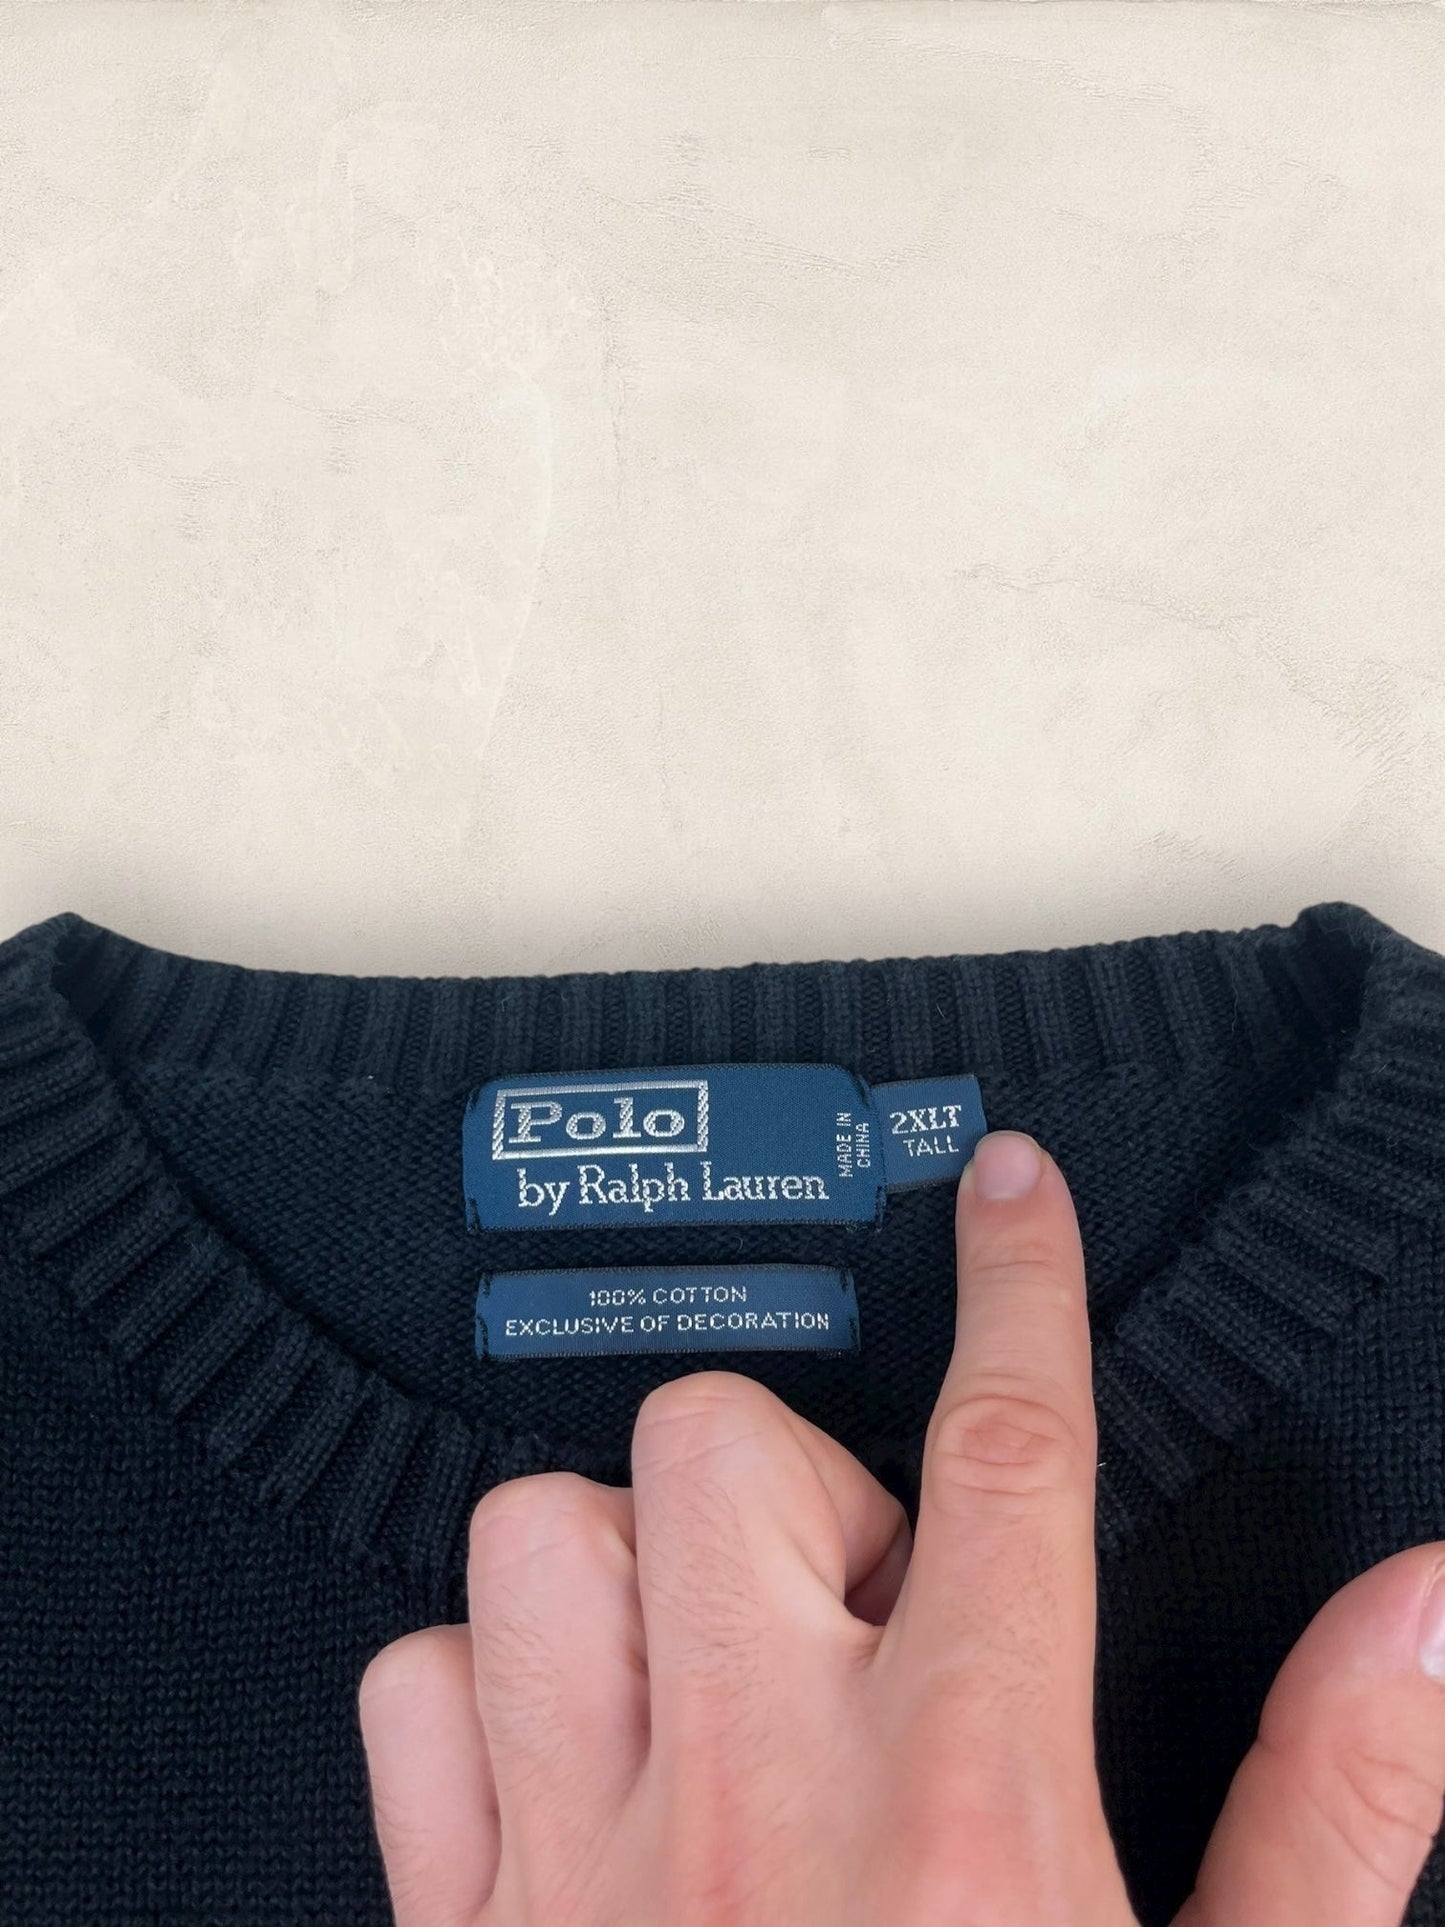 Polo
by Ralph Lauren
MADE IN
CHINA
2XLT
TALL
100% COTTON
EXCLUSIVE OF DECORATION